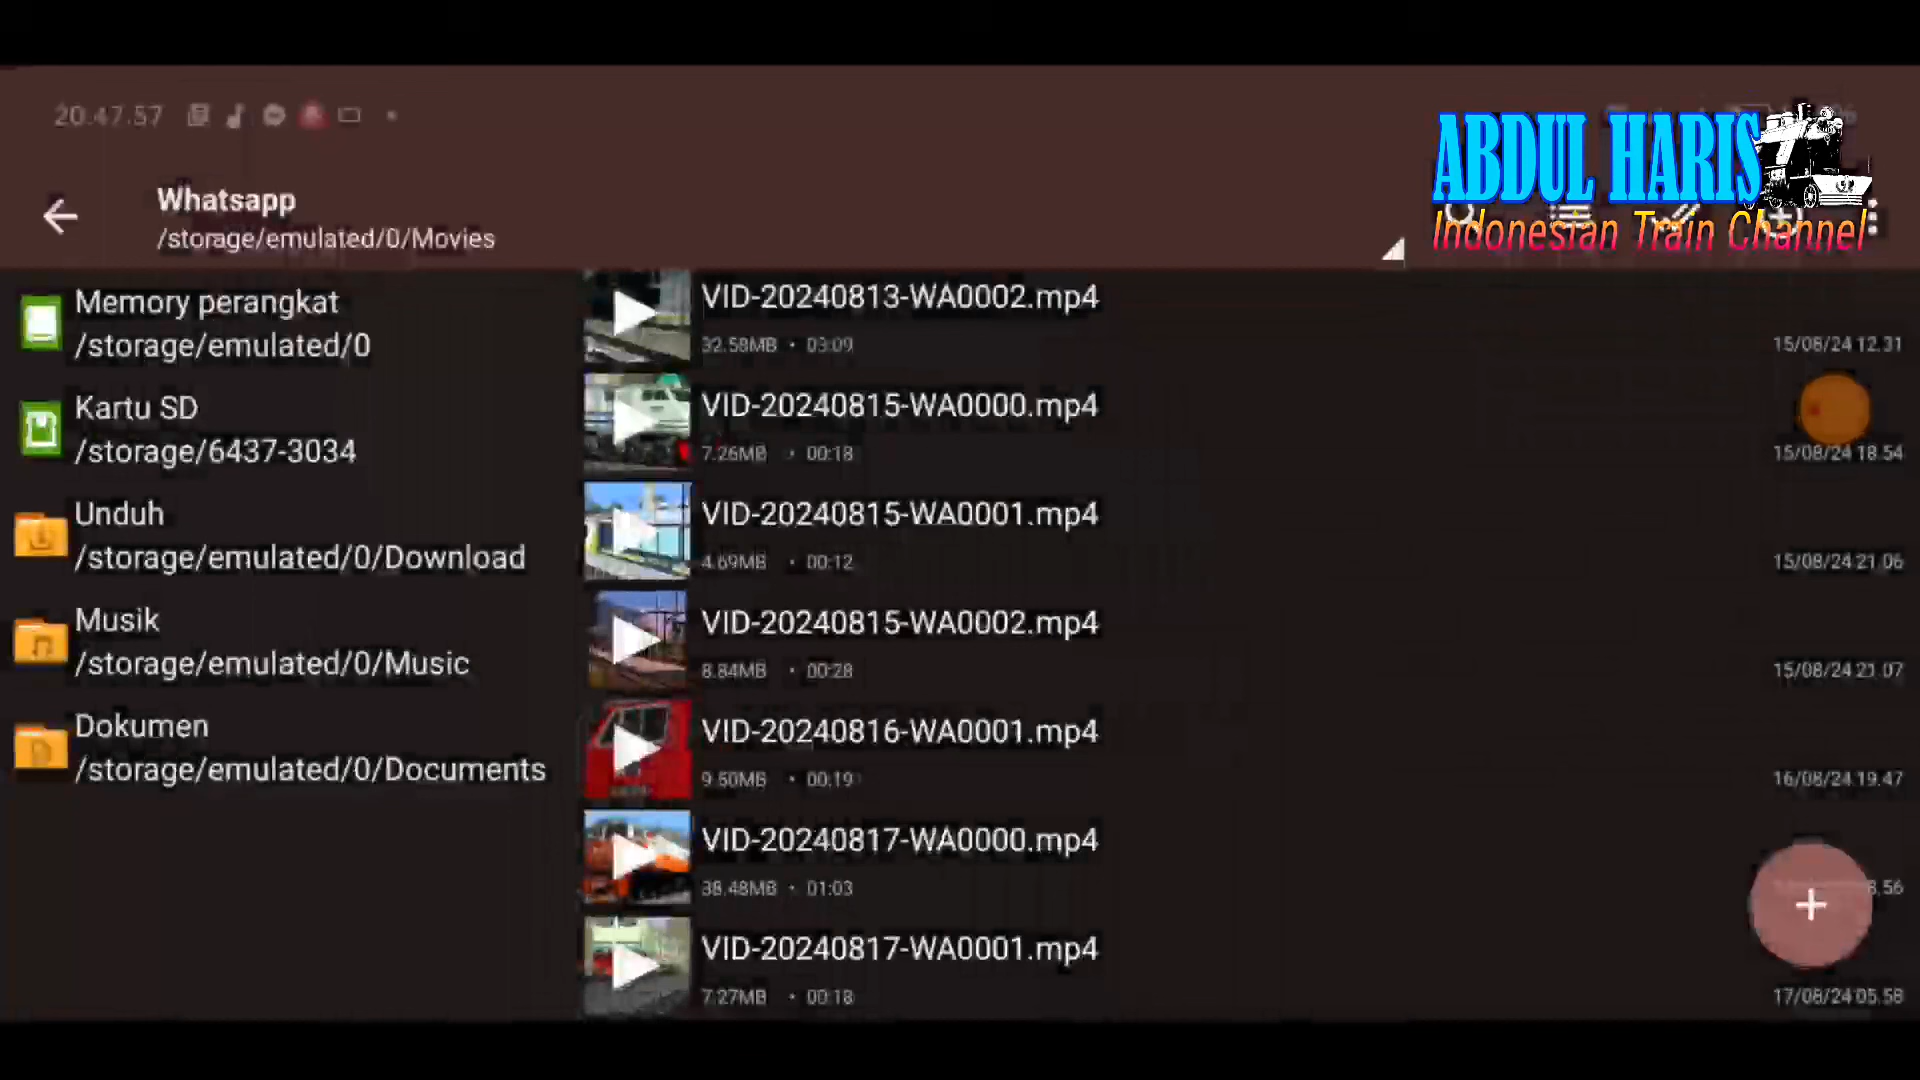 20.47.57
ABDUL HARIS
Indonesian Train Channel
Whatsapp
/storage/emulated/0/Movies
Memory perangkat
/storage/emulated/0
Kartu SD
/storage/6437-3034
Unduh
/storage/emulated/0/Download
Musik
/storage/emulated/0/Music
Dokumen
/storage/emulated/0/Documents
VID-20240813-WA0002.mp4
32.58MB • 03:09
15/08/24 12.31
VID-20240815-WA0000.mp4
7.26MB • 00:18
15/08/24 18.54
VID-20240815-WA0001.mp4
4.69MB • 00:12
15/08/24 21.06
VID-20240815-WA0002.mp4
8.84MB • 00:28
15/08/24 21.07
VID-20240816-WA0001.mp4
9.50MB • 00:19
16/08/24 19.47
VID-20240817-WA0000.mp4
38.48MB • 01:03
VID-20240817-WA0001.mp4
7.27MB • 00:18
17/08/24 05.58